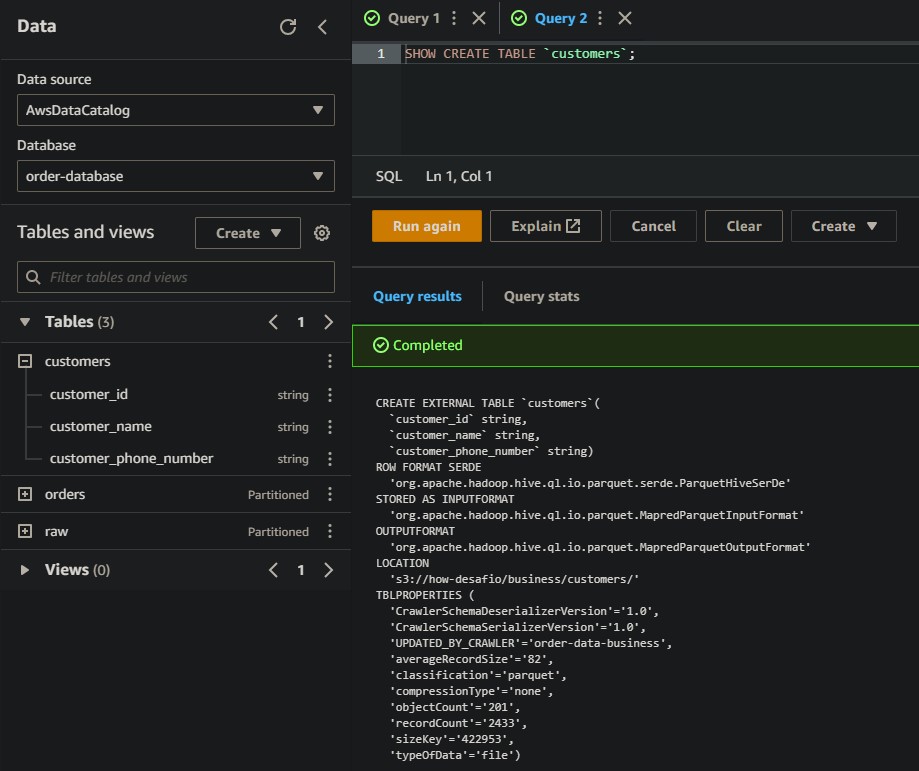 Data
Data source
AwsDataCatalog
Database
order-database
Tables and views
Create
Filter tables and views
Tables (3)
1
customers
customer_id string
customer_name string
customer_phone_number string
orders Partitioned
raw Partitioned
Views (0)
1
Query 1
Query 2
1 SHOW CREATE TABLE `customers`;
SQL Ln 1, Col 1
Run again Explain Cancel Clear Create
Query results Query stats
Completed
CREATE EXTERNAL TABLE `customers`(
  `customer_id` string,
  `customer_name` string,
  `customer_phone_number` string)
ROW FORMAT SERDE
  'org.apache.hadoop.hive.ql.io.parquet.serde.ParquetHiveSerDe'
STORED AS INPUTFORMAT
  'org.apache.hadoop.hive.ql.io.parquet.MapredParquetInputFormat'
OUTPUTFORMAT
  'org.apache.hadoop.hive.ql.io.parquet.MapredParquetOutputFormat'
LOCATION
  's3://how-desafio/business/customers/'
TBLPROPERTIES (
  'CrawlerSchemaDeserializerVersion'='1.0',
  'CrawlerSchemaSerializerVersion'='1.0',
  'UPDATED_BY_CRAWLER'='order-data-business',
  'averageRecordSize'='82',
  'classification'='parquet',
  'compressionType'='none',
  'objectCount'='201',
  'recordCount'='2433',
  'sizeKey'='422953',
  'typeOfData'='file')